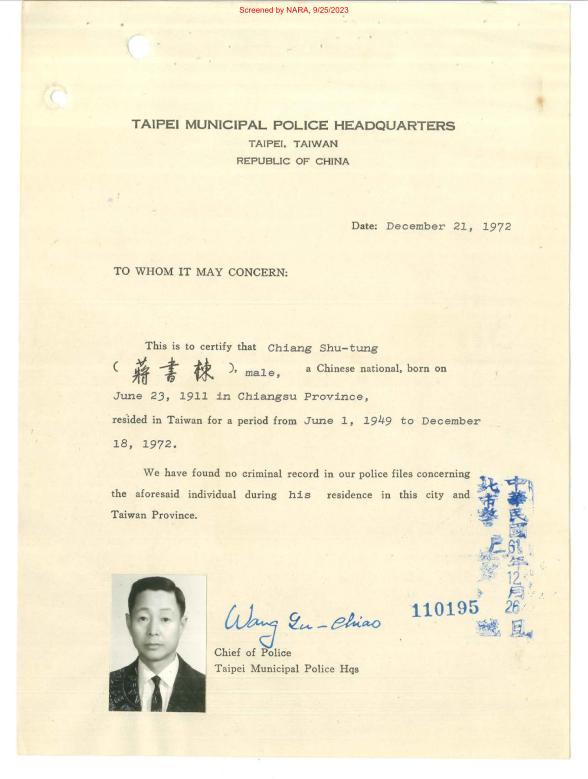 Screened by NARA, 9/25/2023
TAIPEI MUNICIPAL POLICE HEADQUARTERS
TAIPEI, TAIWAN
REPUBLIC OF CHINA
Date: December 21, 1972
TO WHOM IT MAY CONCERN:
This is to certify that Chiang Shu-tung
(蔣書棟), male, a Chinese national, born on
June 23, 1911 in Chiangsu Province,
resided in Taiwan for a period from June 1, 1949 to December
18, 1972.
We have found no criminal record in our police files concerning
the aforesaid individual during his residence in this city and
Taiwan Province.
中華民國61年12月26日
北市警
110195
Wang Lu-Chiao
Chief of Police
Taipei Municipal Police Hqs